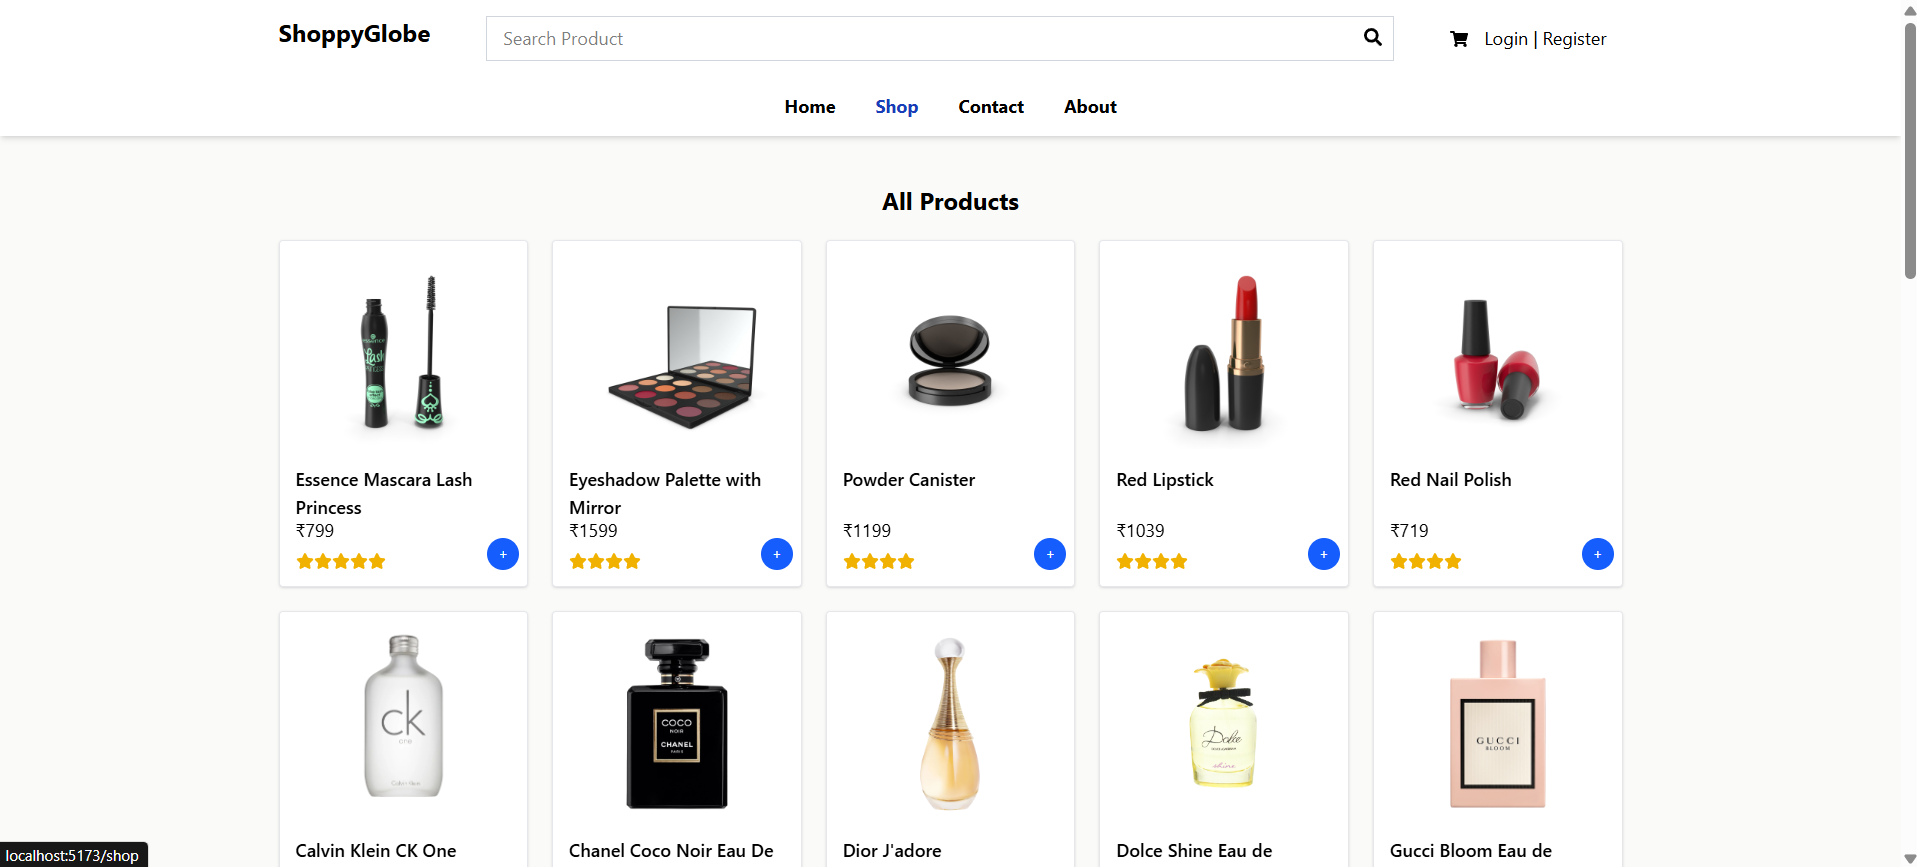 ShoppyGlobe
Search Product
Login | Register
Home Shop Contact About
All Products
Essence Mascara Lash
Princess
₹799
+
Eyeshadow Palette with
Mirror
₹1599
+
Powder Canister
₹1199
+
Red Lipstick
₹1039
+
Red Nail Polish
₹719
+
essence
Lash
ck
one
COCO
NOIR
CHANEL
PARIS
Dolce
shine
GUCCI
BLOOM
Calvin Klein CK One
Chanel Coco Noir Eau De
Dior J'adore
Dolce Shine Eau de
Gucci Bloom Eau de
localhost:5173/shop